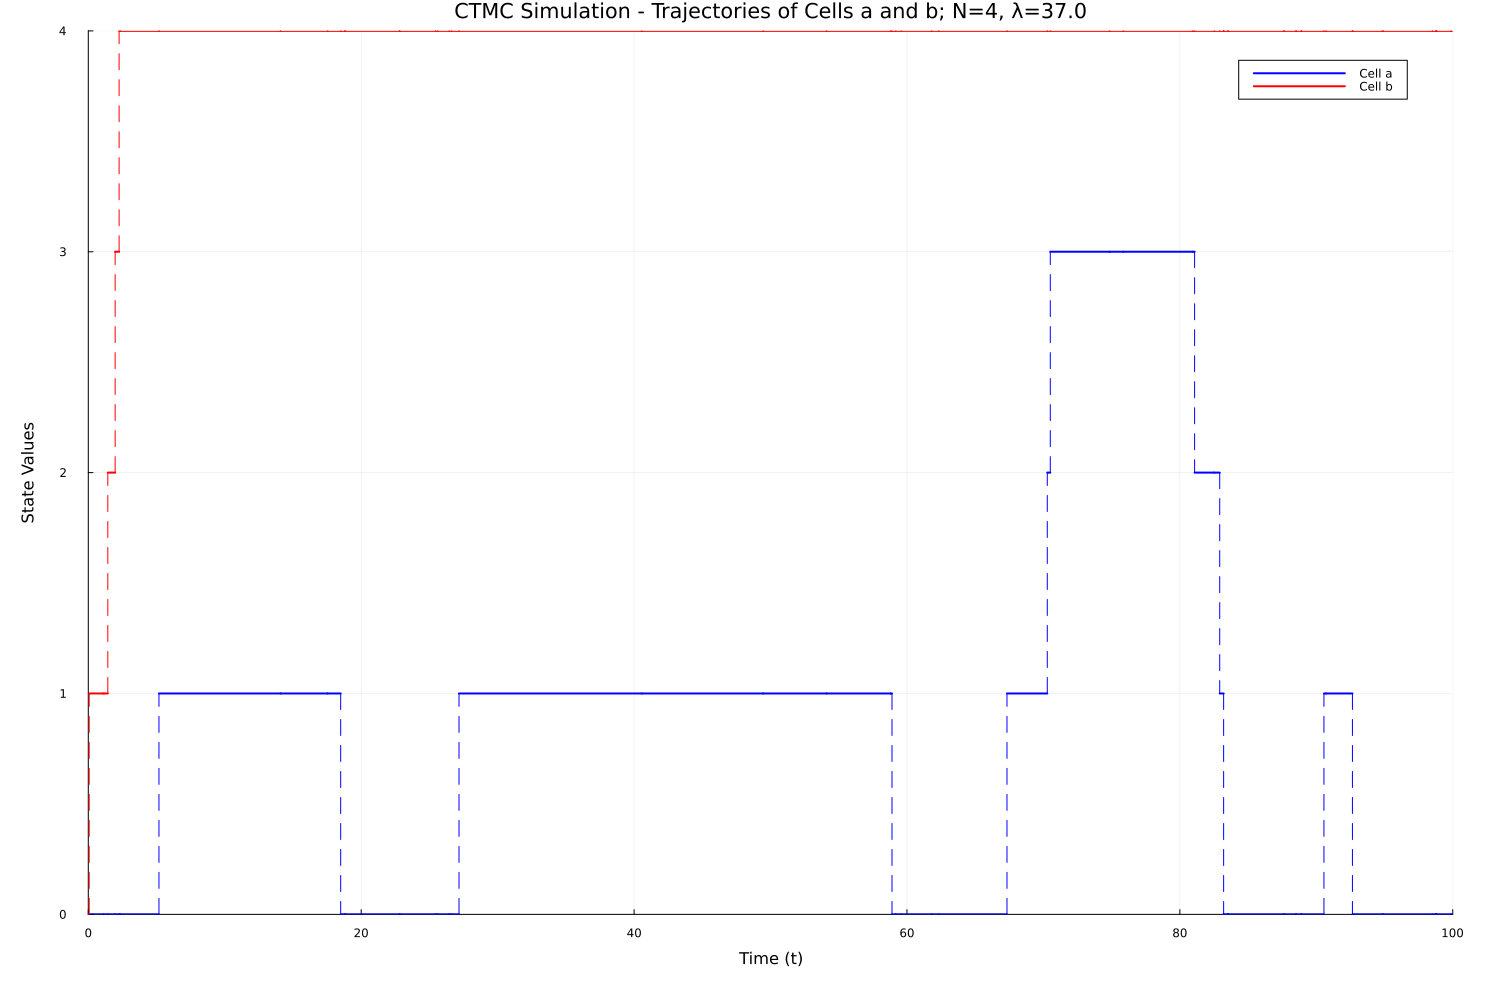 CTMC Simulation - Trajectories of Cells a and b; N=4, λ=37.0
Cell a
Cell b
State Values
4
3
2
1
0
0 20 40 60 80 100
Time (t)